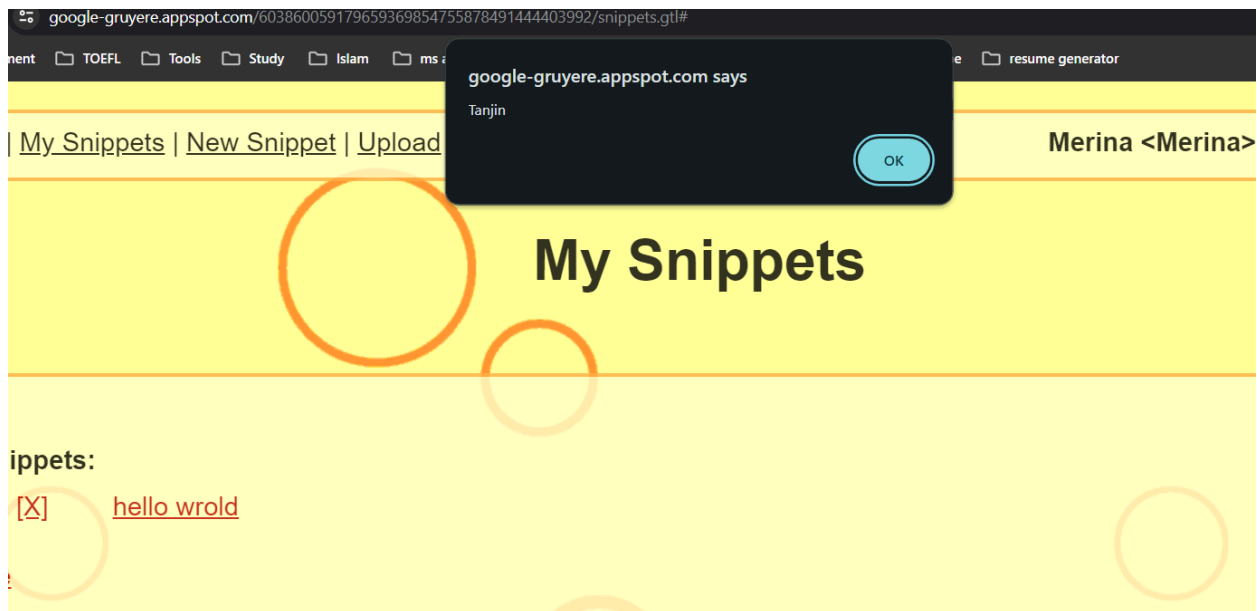 google-gruyere.appspot.com/603860059179659369854755878491444403992/snippets.gtl#
TOEFL Tools Study Islam ms resume generator
google-gruyere.appspot.com says
Tanjin
OK
| My Snippets | New Snippet | Upload
Merina <Merina>
My Snippets
ippets:
[X] hello wrold